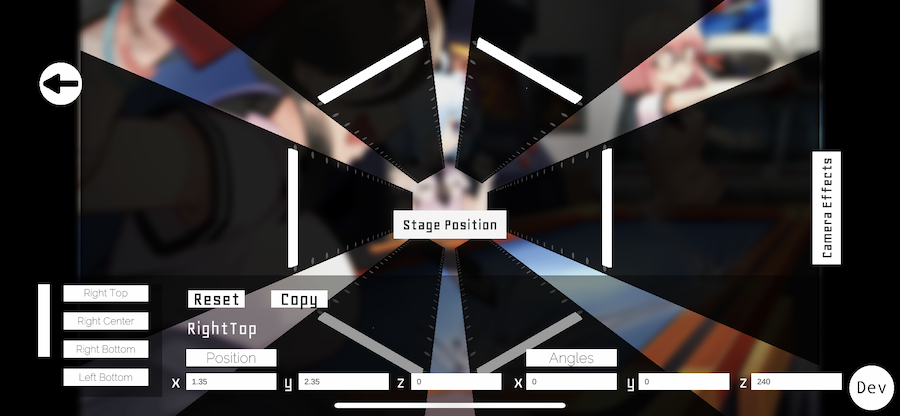 Stage Position
Camera Effects
Right Top
Right Center
Right Bottom
Left Bottom
Reset
Copy
RightTop
Position
Angles
x 1.35 y 2.35 z 0 x 0 y 0 z 240
Dev